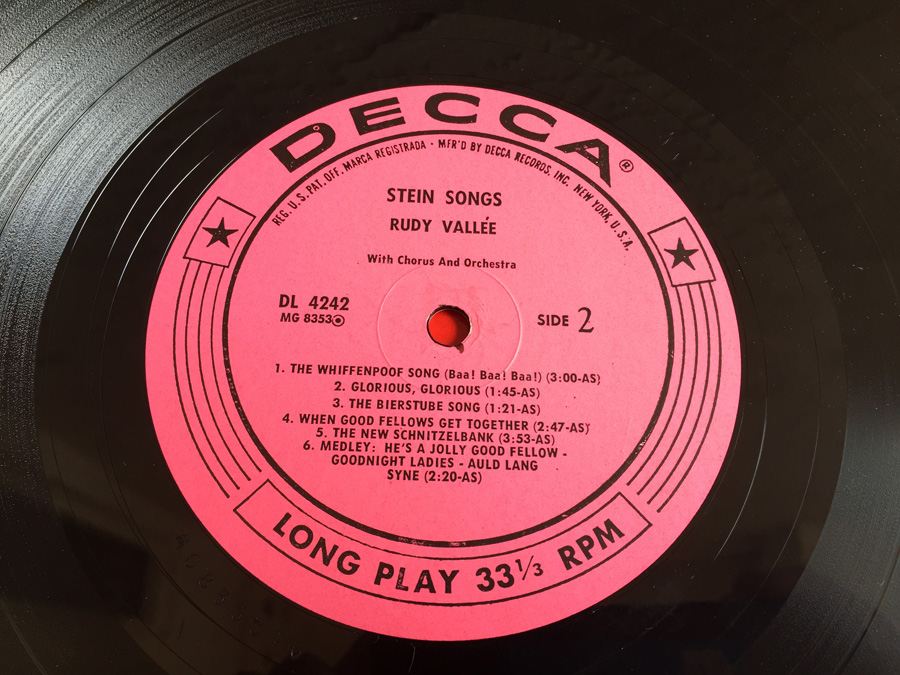 DECCA®
REG. U.S. PAT. OFF. MARCA REGISTRADA · MFR'D BY DECCA RECORDS, INC. NEW YORK, U.S.A.
STEIN SONGS
RUDY VALLÉE
With Chorus And Orchestra
DL 4242
MG 8353
SIDE 2
1. THE WHIFFENPOOF SONG (Baa! Baa! Baa!) (3:00-AS)
2. GLORIOUS, GLORIOUS (1:45-AS)
3. THE BIERSTUBE SONG (1:21-AS)
4. WHEN GOOD FELLOWS GET TOGETHER (2:47-AS)
5. THE NEW SCHNITZELBANK (3:53-AS)
6. MEDLEY: HE'S A JOLLY GOOD FELLOW -
GOODNIGHT LADIES - AULD LANG
SYNE (2:20-AS)
LONG PLAY 33⅓ RPM